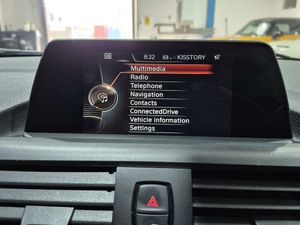 8:32 KISSTORY
Multimedia
Radio
Telephone
Navigation
Contacts
ConnectedDrive
Vehicle information
Settings